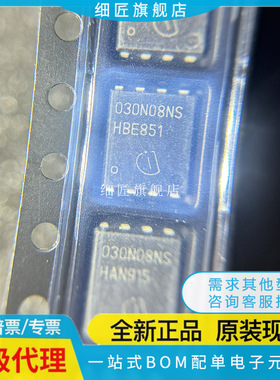 细匠旗舰店
030N08NS
HBE851
细匠旗舰店
030N08NS
HAN915
需求其他
咨询客服
普票/专票
全新正品 原装现
级代理
一站式BOM配单电子元